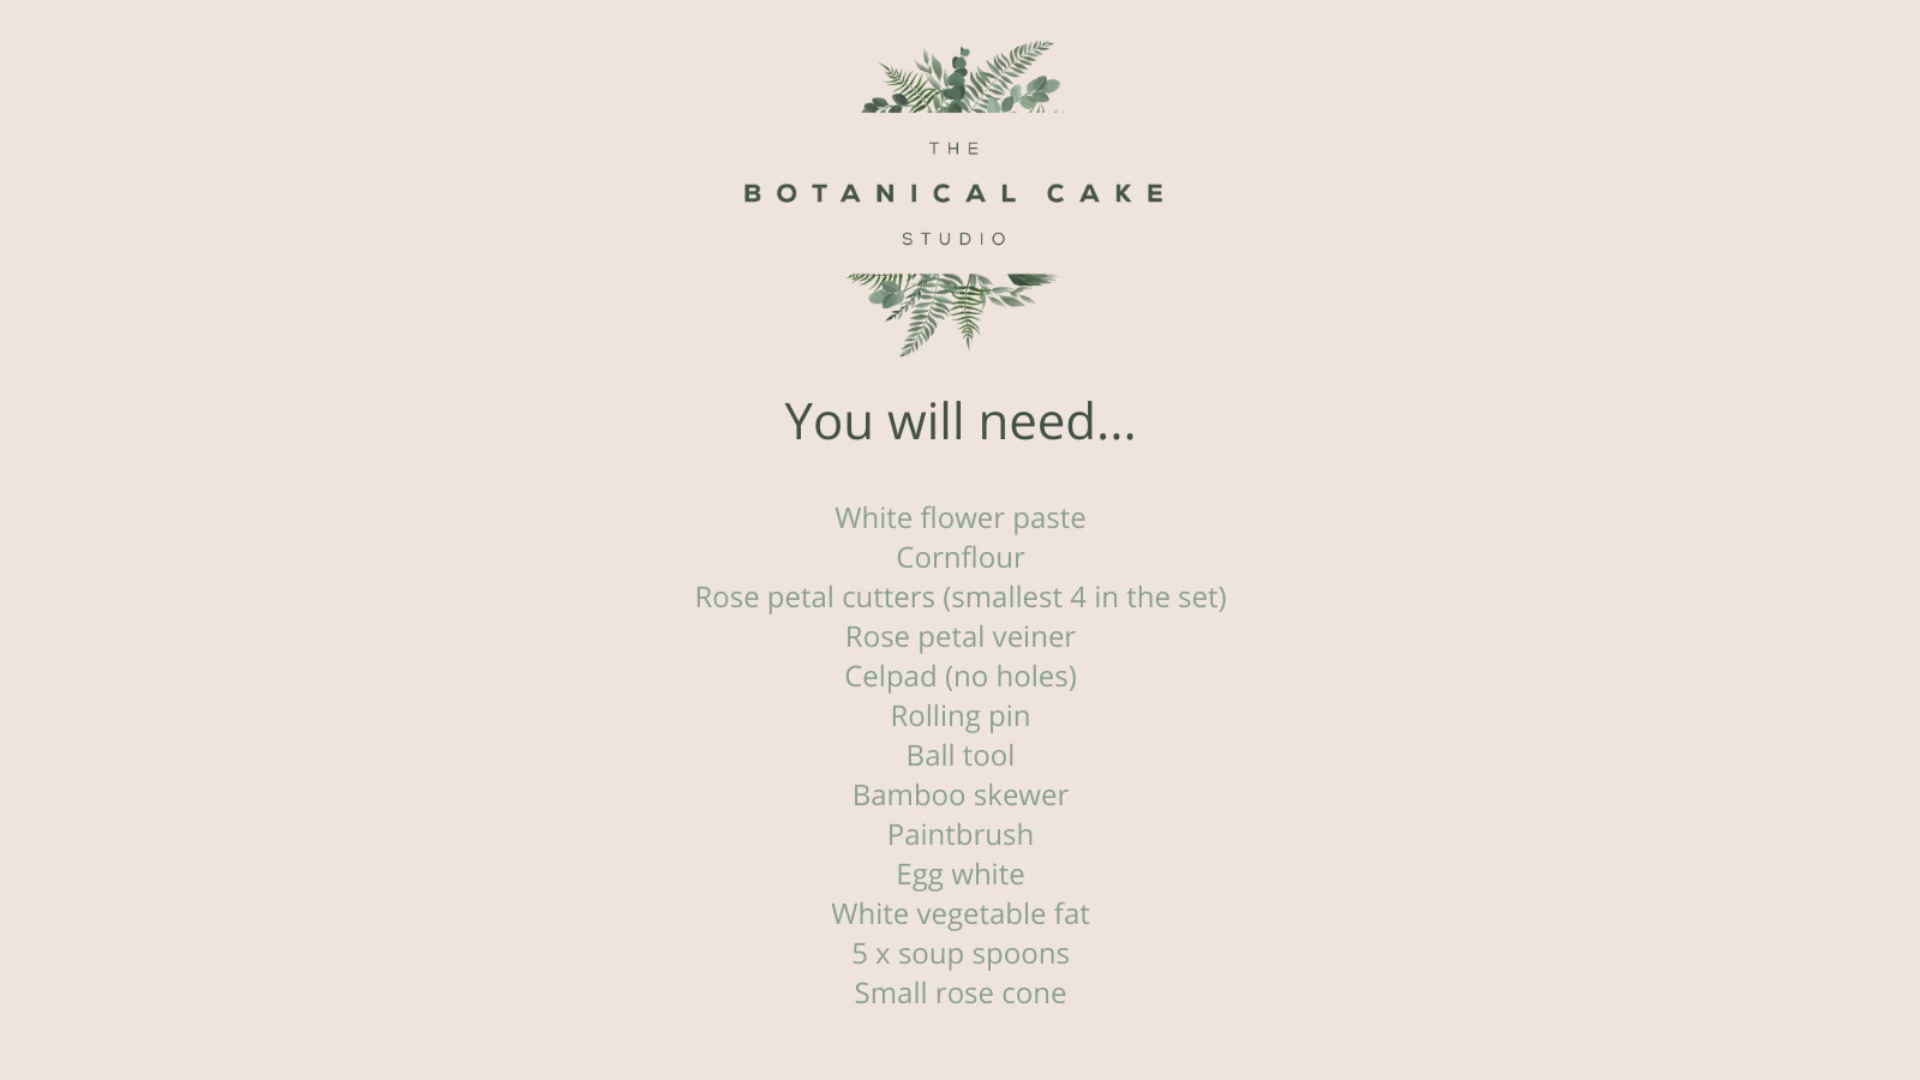 THE
BOTANICAL CAKE
STUDIO
You will need...
White flower paste
Cornflour
Rose petal cutters (smallest 4 in the set)
Rose petal veiner
Celpad (no holes)
Rolling pin
Ball tool
Bamboo skewer
Paintbrush
Egg white
White vegetable fat
5 x soup spoons
Small rose cone